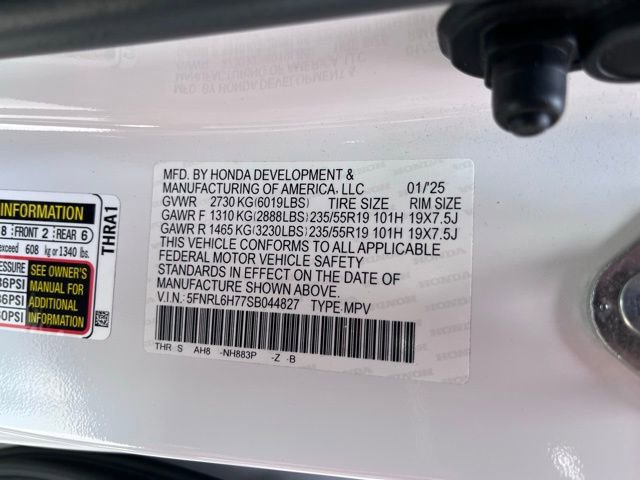 MFD. BY HONDA DEVELOPMENT &
MANUFACTURING OF AMERICA, LLC 01/'25
GVWR 2730 KG(6019LBS) TIRE SIZE RIM SIZE
GAWR F 1310 KG(2888LBS) 235/55R19 101H 19X7.5J
GAWR R 1465 KG(3230LBS) 235/55R19 101H 19X7.5J
THIS VEHICLE CONFORMS TO ALL APPLICABLE
FEDERAL MOTOR VEHICLE SAFETY
STANDARDS IN EFFECT ON THE DATE OF
MANUFACTURE SHOWN ABOVE.
V.I.N.: 5FNRL6H77SB044827 TYPE:MPV
THR S AH8 -NH883P -Z -B
INFORMATION
8 FRONT 2 REAR 6
exceed 608 kg or 1340 lbs.
SEE OWNER'S
MANUAL FOR
ADDITIONAL
INFORMATION
36PSI
36PSI
60PSI
THRA1